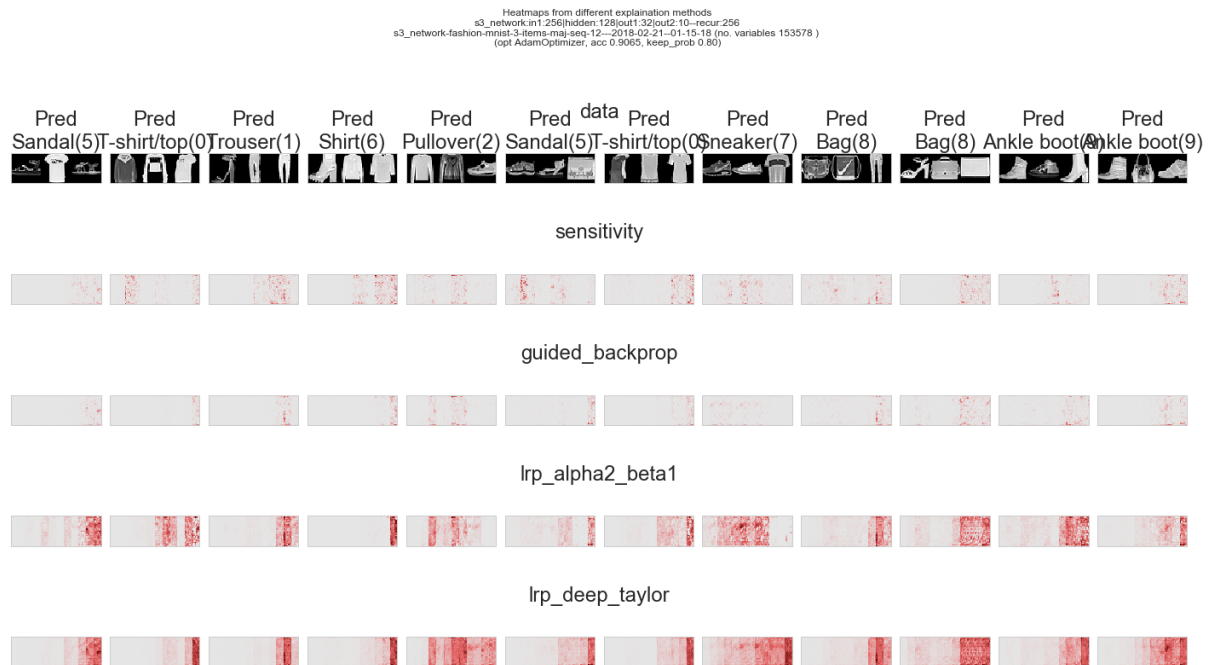 Heatmaps from different explaination methods
s3_network:in1:256|hidden:128|out1:32|out2:10--recur:256
s3_network-fashion-mnist-3-items-maj-seq-12---2018-02-21--01-15-18 (no. variables 153578 )
(opt AdamOptimizer, acc 0.9065, keep_prob 0.80)
data
Pred Pred Pred Pred Pred Pred Pred Pred Pred Pred Pred Pred
Sandal(5) T-shirt/top(0) Trouser(1) Shirt(6) Pullover(2) Sandal(5) T-shirt/top(0) Sneaker(7) Bag(8) Bag(8) Ankle boot(9) Ankle boot(9)
sensitivity
guided_backprop
lrp_alpha2_beta1
lrp_deep_taylor